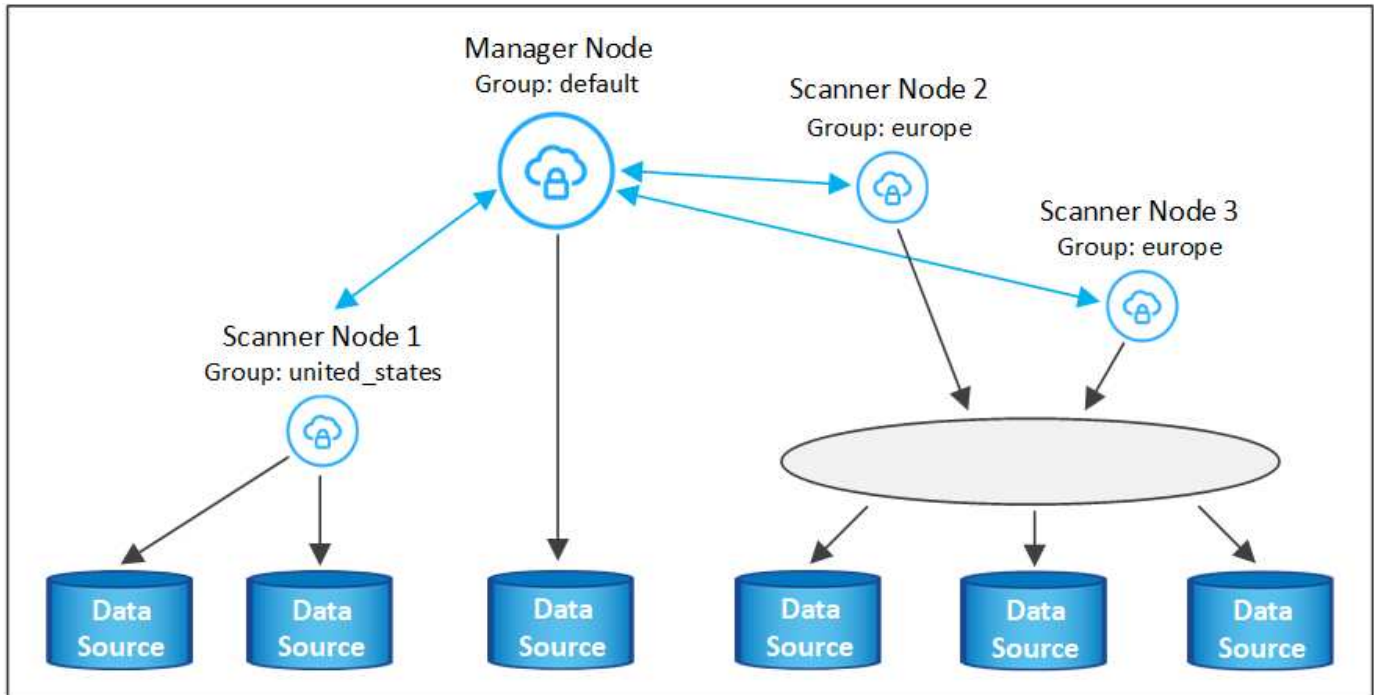 Manager Node
Group: default
Scanner Node 2
Group: europe
Scanner Node 3
Group: europe
Scanner Node 1
Group: united_states
Data
Source
Data
Source
Data
Source
Data
Source
Data
Source
Data
Source